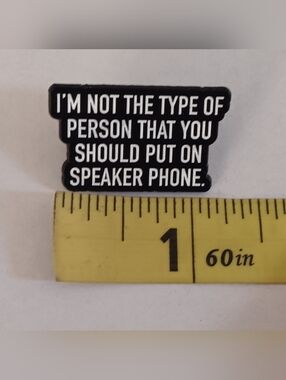 I'M NOT THE TYPE OF
PERSON THAT YOU
SHOULD PUT ON
SPEAKER PHONE.
1 60in